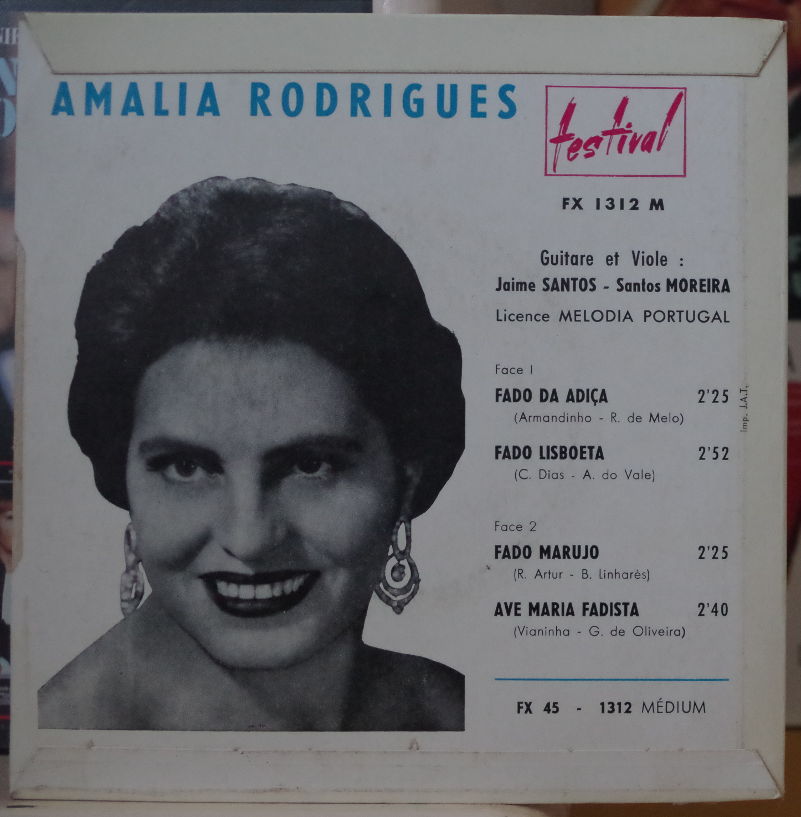 AMALIA RODRIGUES
festival
FX 1312 M
Guitare et Viole :
Jaime SANTOS - Santos MOREIRA
Licence MELODIA PORTUGAL
Face 1
FADO DA ADIÇA 2'25
(Armandinho - R. de Melo)
FADO LISBOETA 2'52
(C. Dias - A. do Vale)
Face 2
FADO MARUJO 2'25
(R. Artur - B. Linharès)
AVE MARIA FADISTA 2'40
(Vianinha - G. de Oliveira)
FX 45 - 1312 MÉDIUM
Imp. J.A.T.